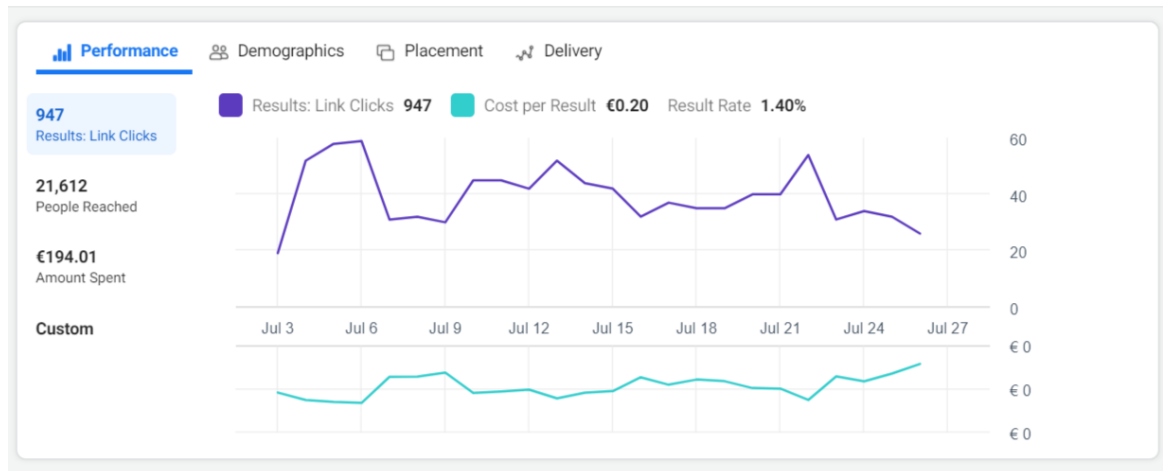 Performance Demographics Placement Delivery
947
Results: Link Clicks
21,612
People Reached
€194.01
Amount Spent
Custom
Results: Link Clicks 947 Cost per Result €0.20 Result Rate 1.40%
60
40
20
0
Jul 3 Jul 6 Jul 9 Jul 12 Jul 15 Jul 18 Jul 21 Jul 24 Jul 27
€ 0
€ 0
€ 0